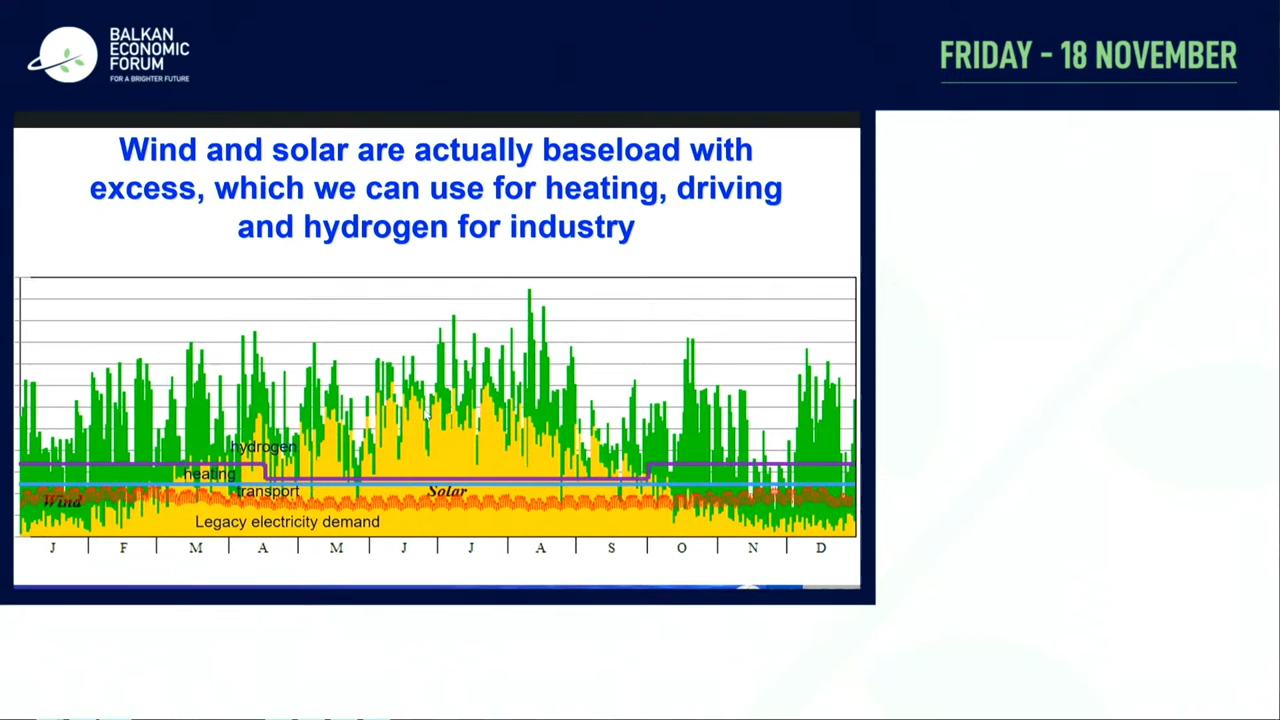 BALKAN
ECONOMIC
FORUM
FOR A BRIGHTER FUTURE
FRIDAY - 18 NOVEMBER
Wind and solar are actually baseload with
excess, which we can use for heating, driving
and hydrogen for industry
hydrogen
heating
transport
Solar
Wind
Legacy electricity demand
J F M A M J J A S O N D